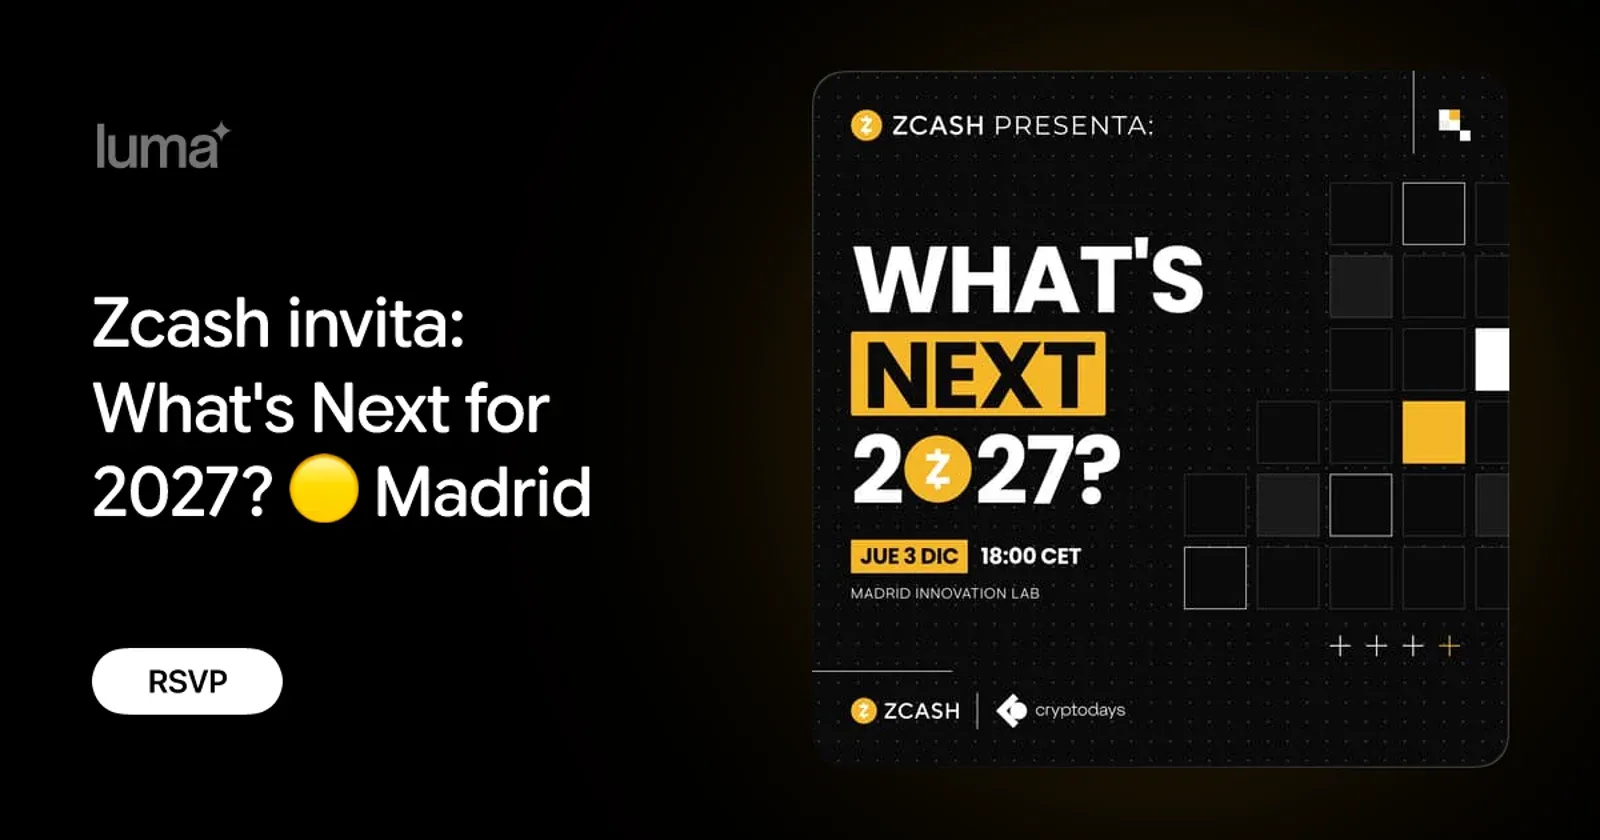 luma
Zcash invita:
What's Next for
2027? 🟡 Madrid
RSVP
ZCASH PRESENTA:
WHAT'S
NEXT
2027?
JUE 3 DIC 18:00 CET
MADRID INNOVATION LAB
ZCASH | cryptodays